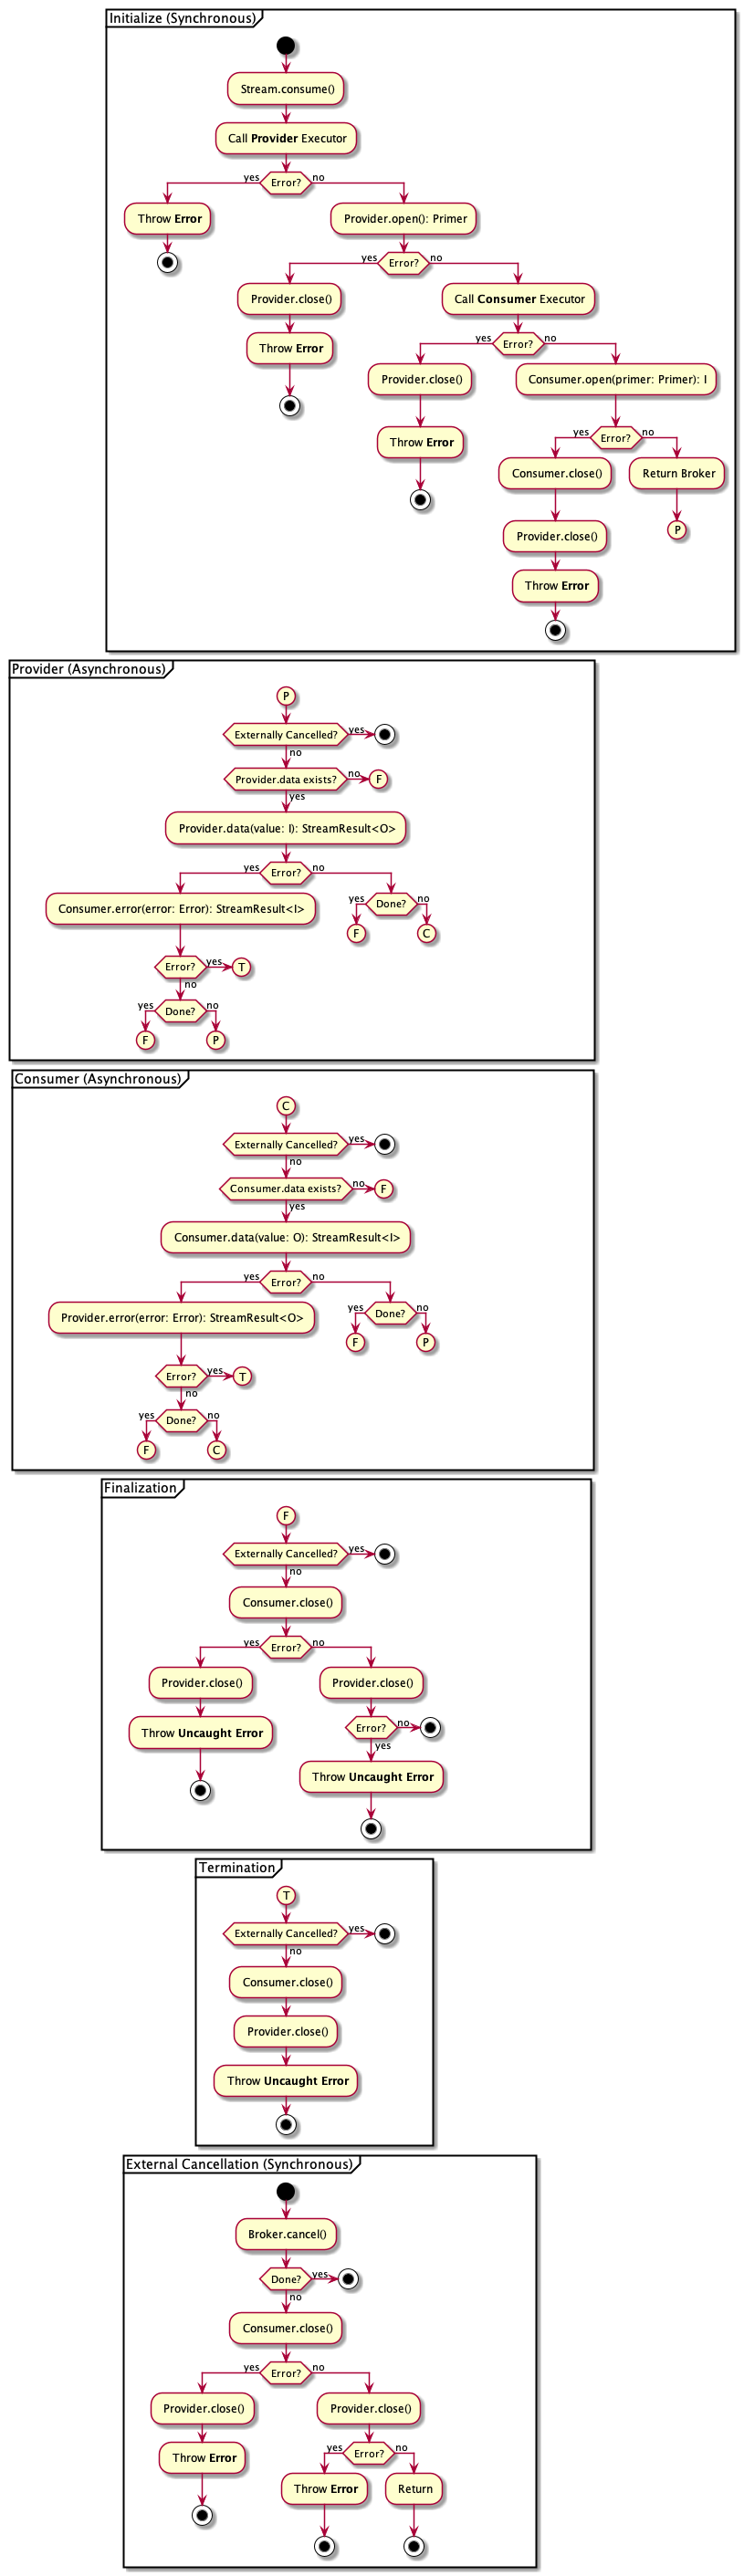 Initialize (Synchronous)
Stream.consume()
Call Provider Executor
yes Error? no
Throw Error
Provider.open(): Primer
yes Error? no
Provider.close()
Call Consumer Executor
Throw Error
yes Error? no
Provider.close()
Consumer.open(primer: Primer): I
Throw Error
yes Error? no
Consumer.close()
Return Broker
P
Provider.close()
Throw Error
Provider (Asynchronous)
P
Externally Cancelled? yes
no
Provider.data exists? no F
yes
Provider.data(value: I): StreamResult<O>
yes Error? no
Consumer.error(error: Error): StreamResult<I>
yes Done? no
F C
Error? yes T
no
yes Done? no
F P
Consumer (Asynchronous)
C
Externally Cancelled? yes
no
Consumer.data exists? no F
yes
Consumer.data(value: O): StreamResult<I>
yes Error? no
Provider.error(error: Error): StreamResult<O>
yes Done? no
F P
Error? yes T
no
yes Done? no
F C
Finalization
F
Externally Cancelled? yes
no
Consumer.close()
yes Error? no
Provider.close() Provider.close()
Throw Uncaught Error
Error? no
yes
Throw Uncaught Error
Termination
T
Externally Cancelled? yes
no
Consumer.close()
Provider.close()
Throw Uncaught Error
External Cancellation (Synchronous)
Broker.cancel()
Done? yes
no
Consumer.close()
yes Error? no
Provider.close() Provider.close()
Throw Error
yes Error? no
Throw Error Return